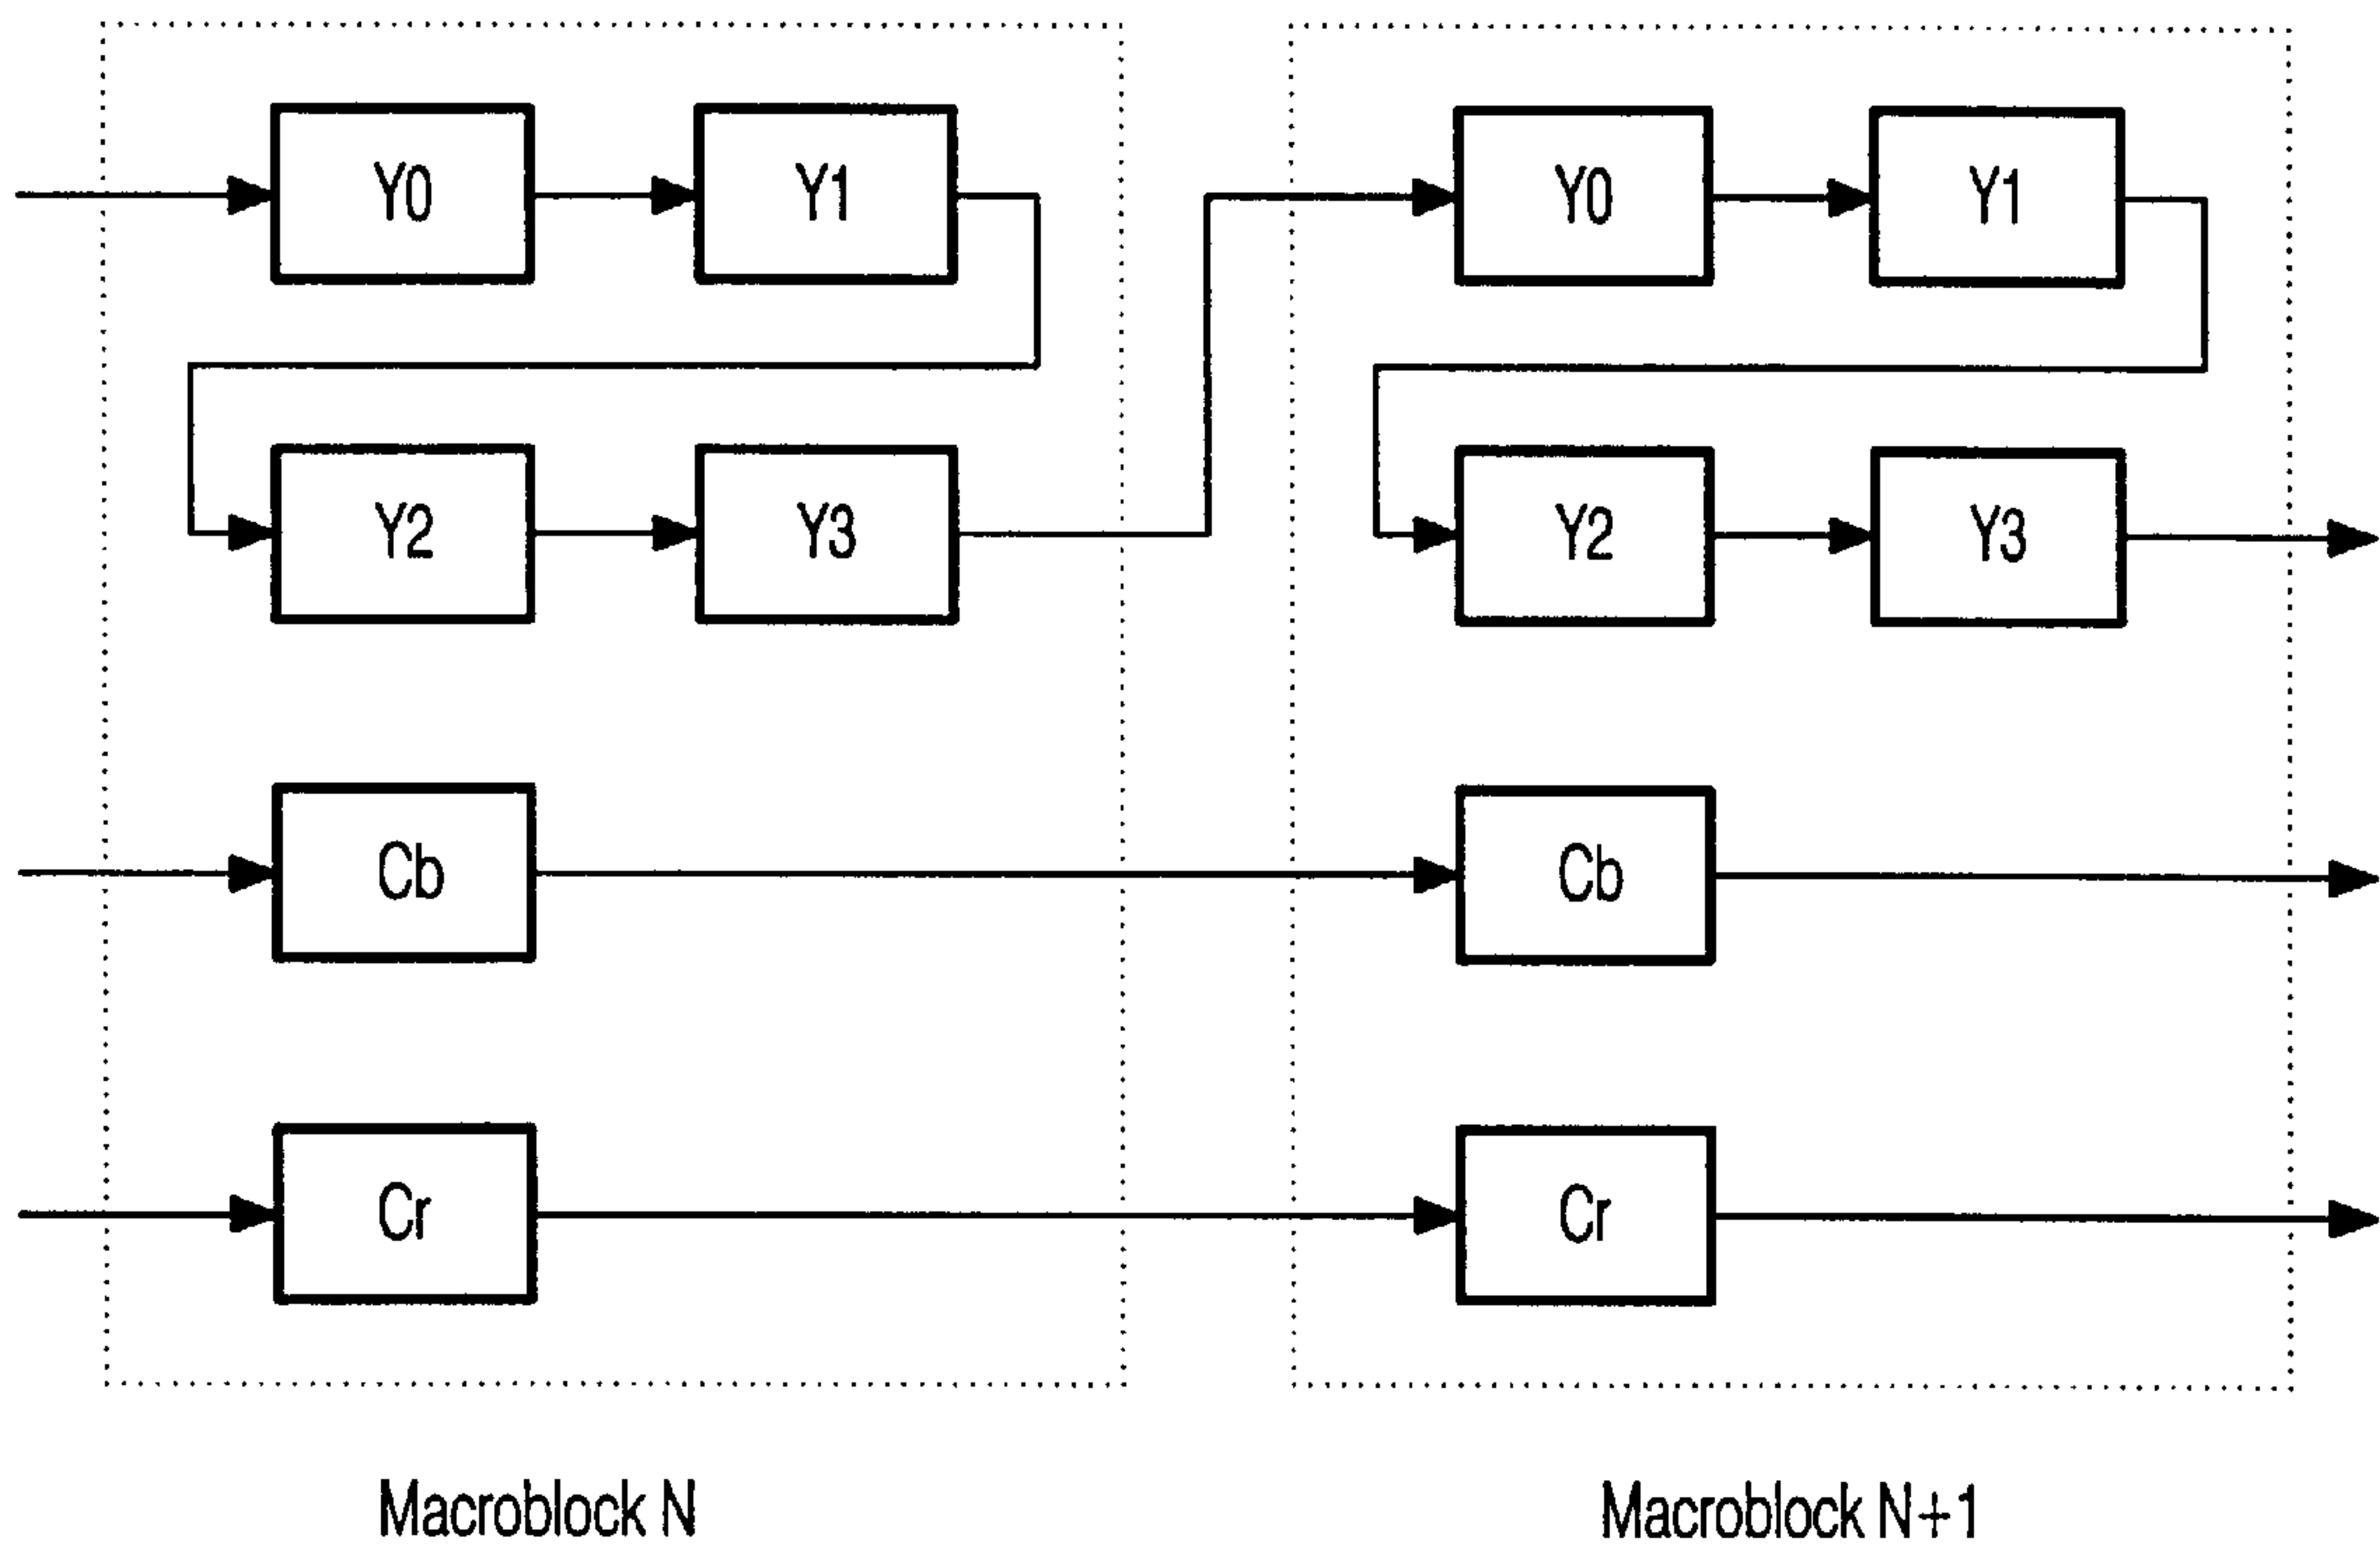 Y0 Y1 Y0 Y1
Y2 Y3 Y2 Y3
Cb Cb
Cr Cr
Macroblock N Macroblock N+1